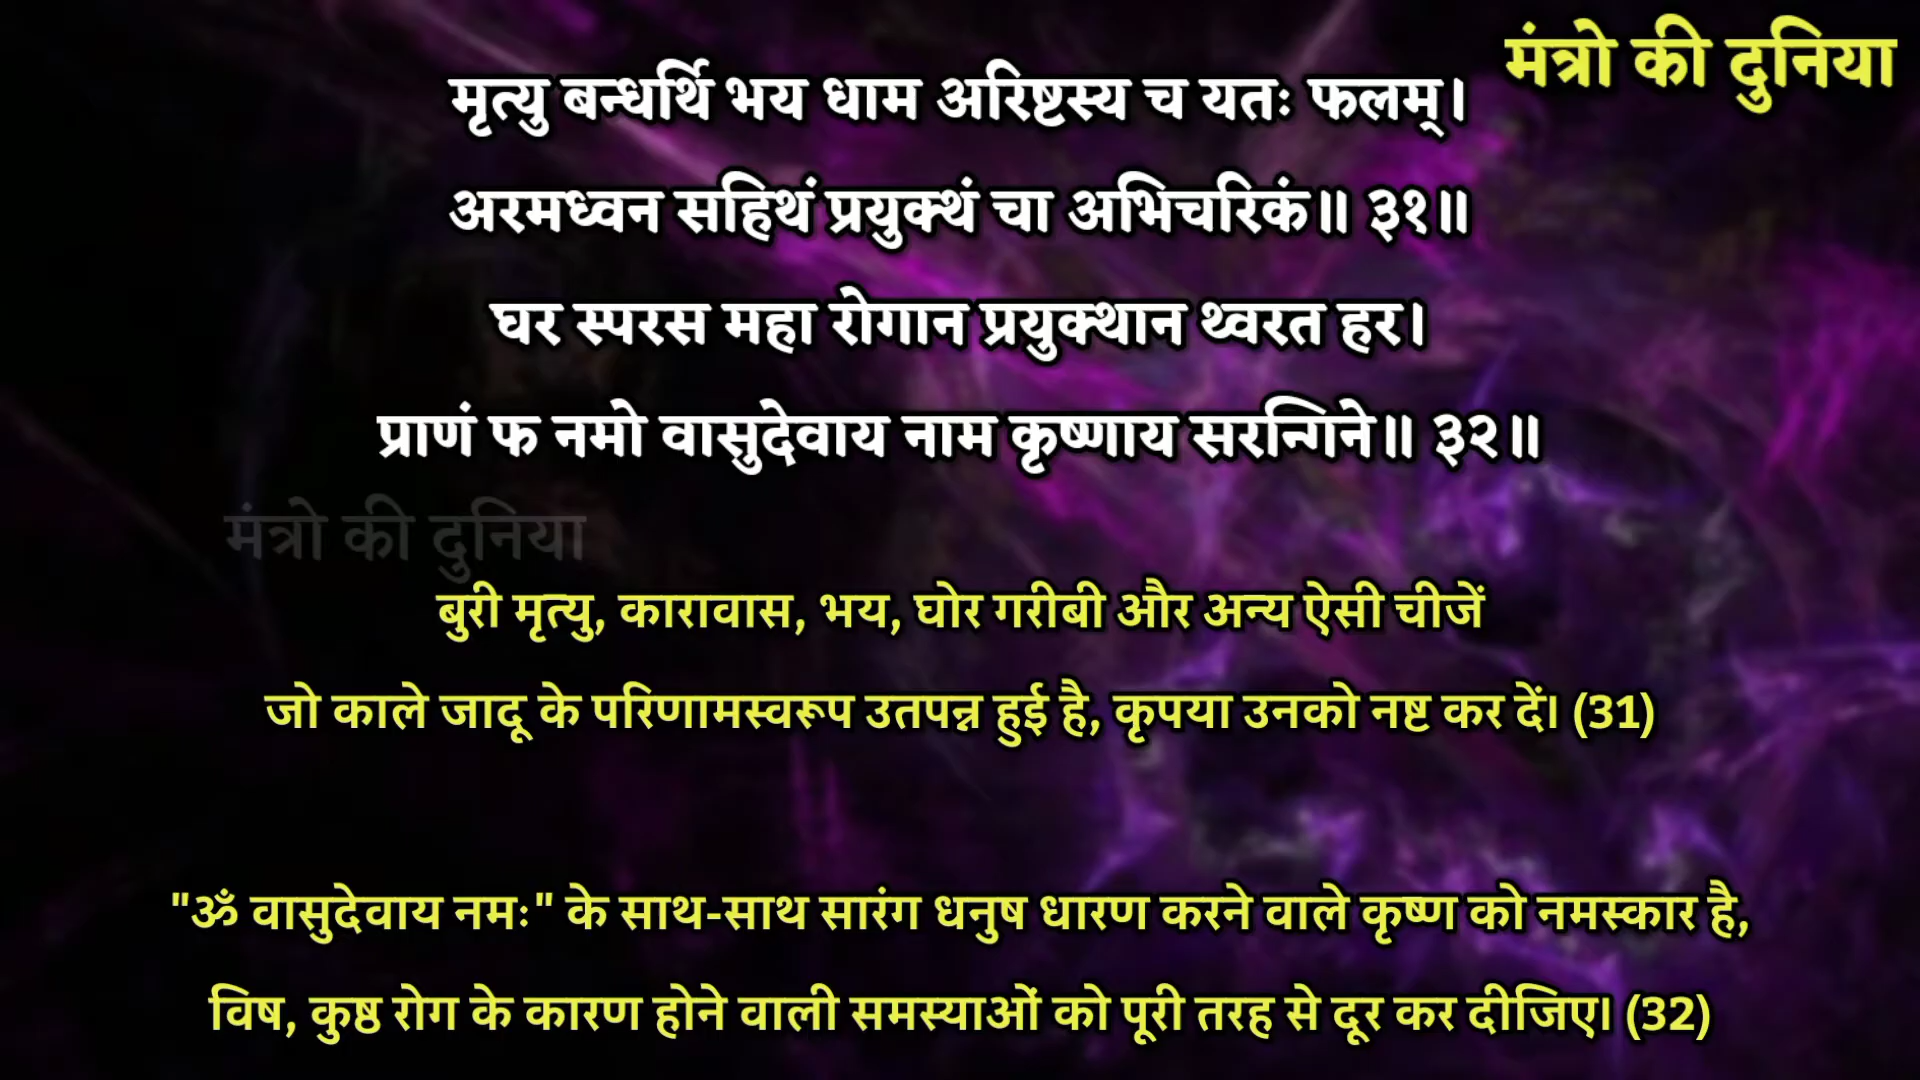 मंत्रो की दुनिया
मृत्यु बन्धर्थि भय धाम अरिष्टस्य च यतः फलम्।
अरमध्वन सहिथं प्रयुक्थं चा अभिचरिकं॥ ३१॥
घर स्परस महा रोगान प्रयुक्थान थ्वरत हर।
प्राणं फ नमो वासुदेवाय नाम कृष्णाय सरन्गिने॥ ३२॥
मंत्रो की दुनिया
बुरी मृत्यु, कारावास, भय, घोर गरीबी और अन्य ऐसी चीजें
जो काले जादू के परिणामस्वरूप उतपन्न हुई है, कृपया उनको नष्ट कर दें। (31)
"ॐ वासुदेवाय नमः" के साथ-साथ सारंग धनुष धारण करने वाले कृष्ण को नमस्कार है,
विष, कुष्ठ रोग के कारण होने वाली समस्याओं को पूरी तरह से दूर कर दीजिए। (32)